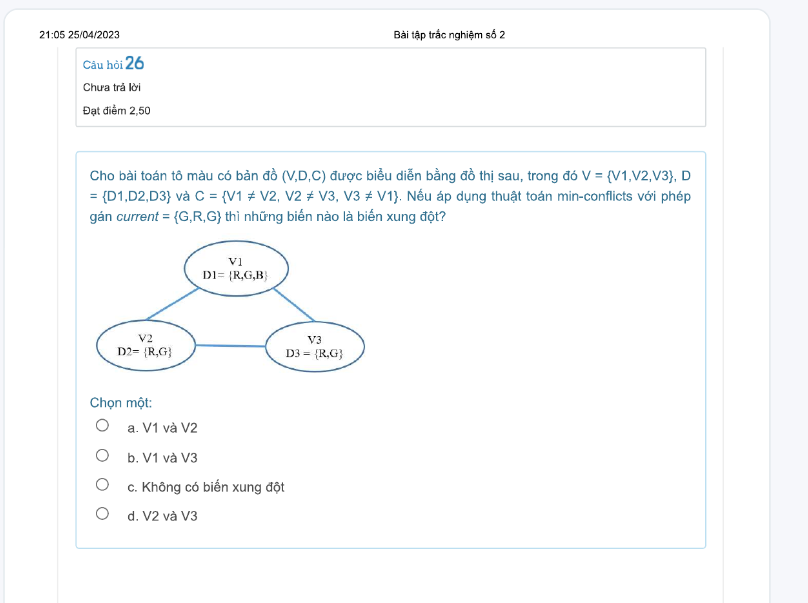 21:05 25/04/2023 Bài tập trắc nghiệm số 2
Câu hỏi 26
Chưa trả lời
Đạt điểm 2,50
Cho bài toán tô màu có bản đồ (V,D,C) được biểu diễn bằng đồ thị sau, trong đó V = {V1,V2,V3}, D
= {D1,D2,D3} và C = {V1 ≠ V2, V2 ≠ V3, V3 ≠ V1}. Nếu áp dụng thuật toán min-conflicts với phép
gán current = {G,R,G} thì những biến nào là biến xung đột?
V1
D1= {R,G,B}
V2
D2= {R,G}
V3
D3 = {R,G}
Chọn một:
a. V1 và V2
b. V1 và V3
c. Không có biến xung đột
d. V2 và V3